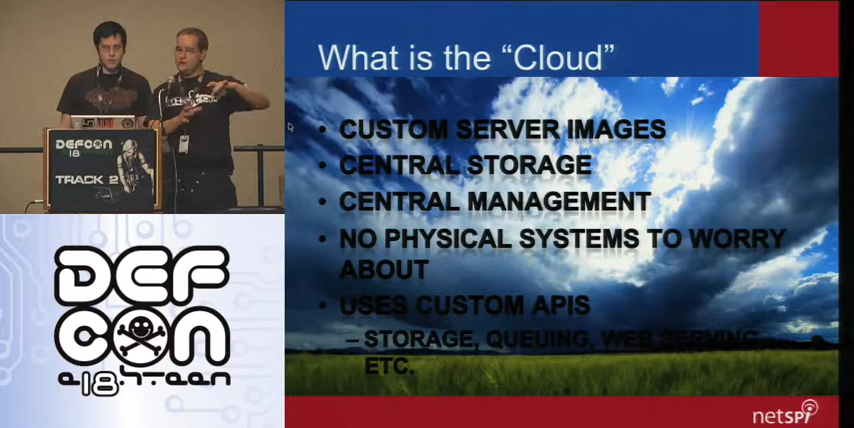 What is the "Cloud"
• CUSTOM SERVER IMAGES
• CENTRAL STORAGE
• CENTRAL MANAGEMENT
• NO PHYSICAL SYSTEMS TO WORRY
ABOUT
• USES CUSTOM APIS
– STORAGE, QUEUING, WEB SERVING,
ETC.
netSPI
DEFCON
18
TRACK 2
DEF
CON
e18hteen